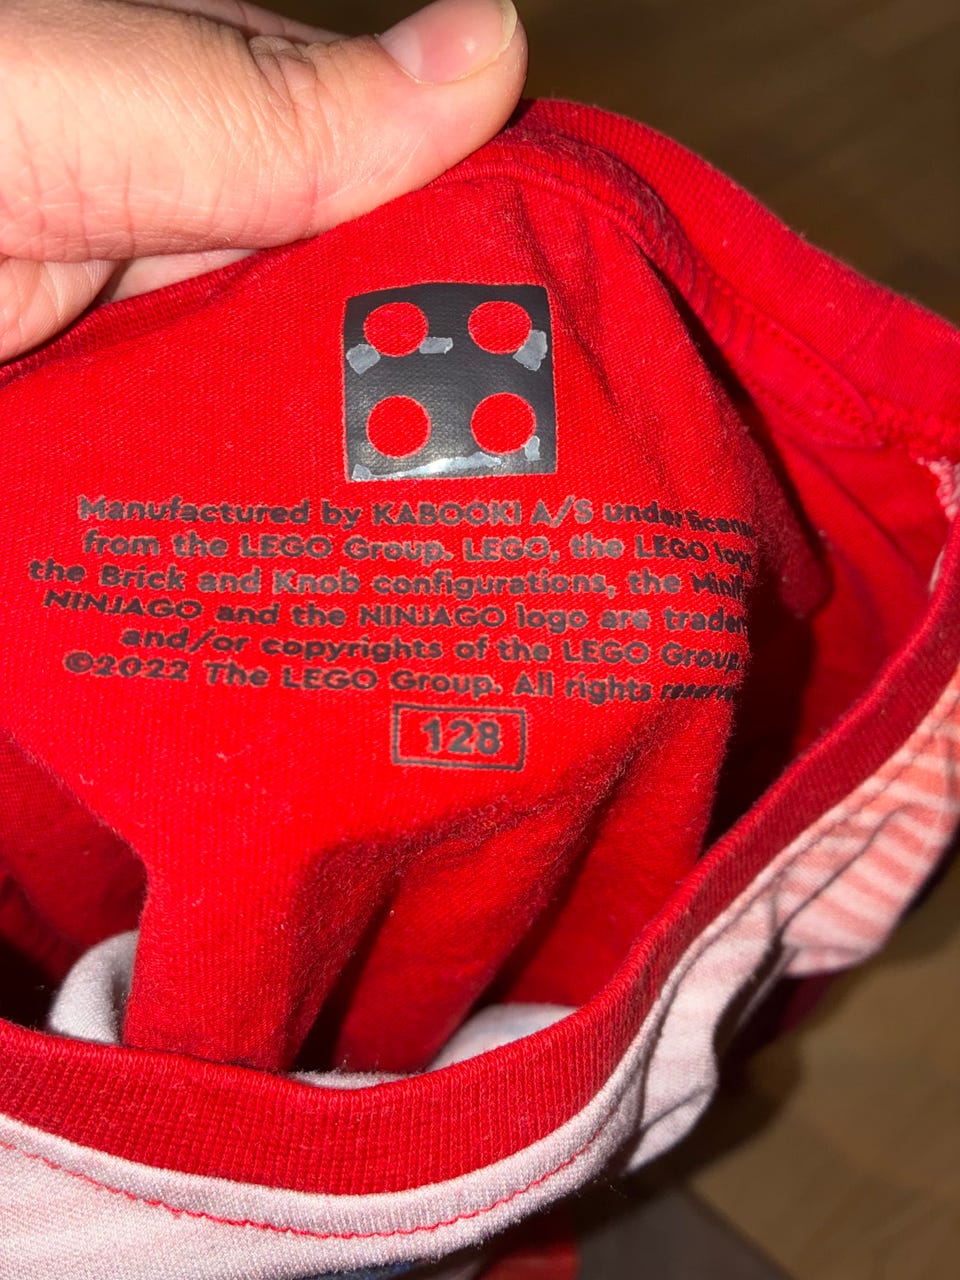 Manufactured by KABOOKI A/S under
from the LEGO Group. LEGO, the LEGO
the Brick and Knob configurations, the
NINJAGO and the NINJAGO logo are
and/or copyrights of the LEGO Group.
©2022 The LEGO Group. All rights
128